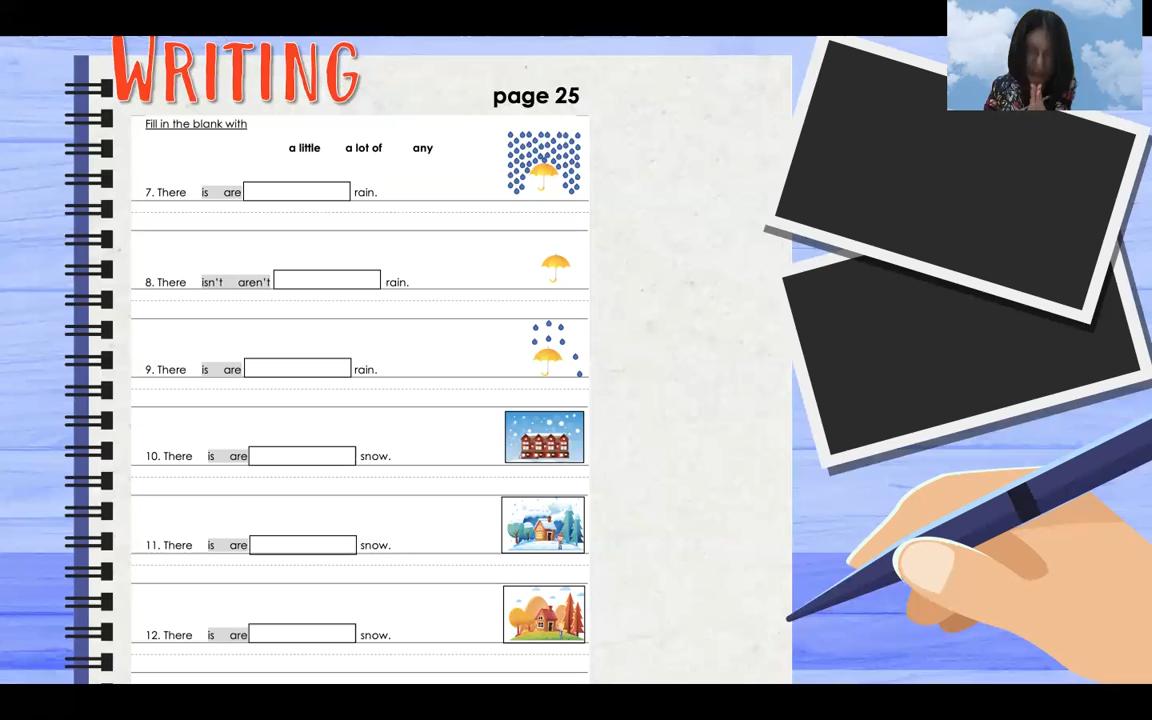 WRITING
page 25
Fill in the blank with
a little a lot of any
7. There is are rain.
8. There isn't aren't rain.
9. There is are rain.
10. There is are snow.
11. There is are snow.
12. There is are snow.